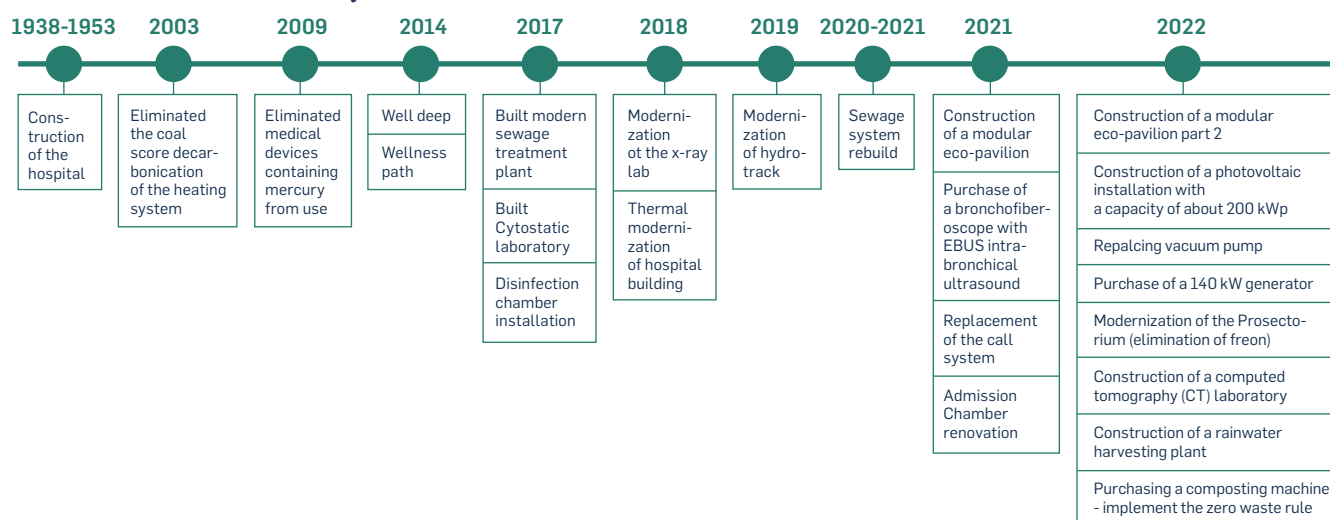 1938-1953
Cons-
truction
of the
hospital
2003
Eliminated
the coal
score decar-
bonication
of the heating
system
2009
Eliminated
medical
devices
containing
mercury
from use
2014
Well deep
Wellness
path
2017
Built modern
sewage
treatment
plant
Built
Cytostatic
laboratory
Disinfection
chamber
installation
2018
Moderni-
zation
ot the x-ray
lab
Thermal
moderni-
zation
of hospital
building
2019
Moderni-
zation
of hydro-
track
2020-2021
Sewage
system
rebuild
2021
Construction
of a modular
eco-pavilion
Purchase of
a bronchofiber-
oscope with
EBUS intra-
bronchical
ultrasound
Replacement
of the call
system
Admission
Chamber
renovation
2022
Construction of a modular
eco-pavilion part 2
Construction of a photovoltaic
installation with
a capacity of about 200 kWp
Repalcing vacuum pump
Purchase of a 140 kW generator
Modernization of the Prosecto-
rium (elimination of freon)
Construction of a computed
tomography (CT) laboratory
Construction of a rainwater
harvesting plant
Purchasing a composting machine
- implement the zero waste rule